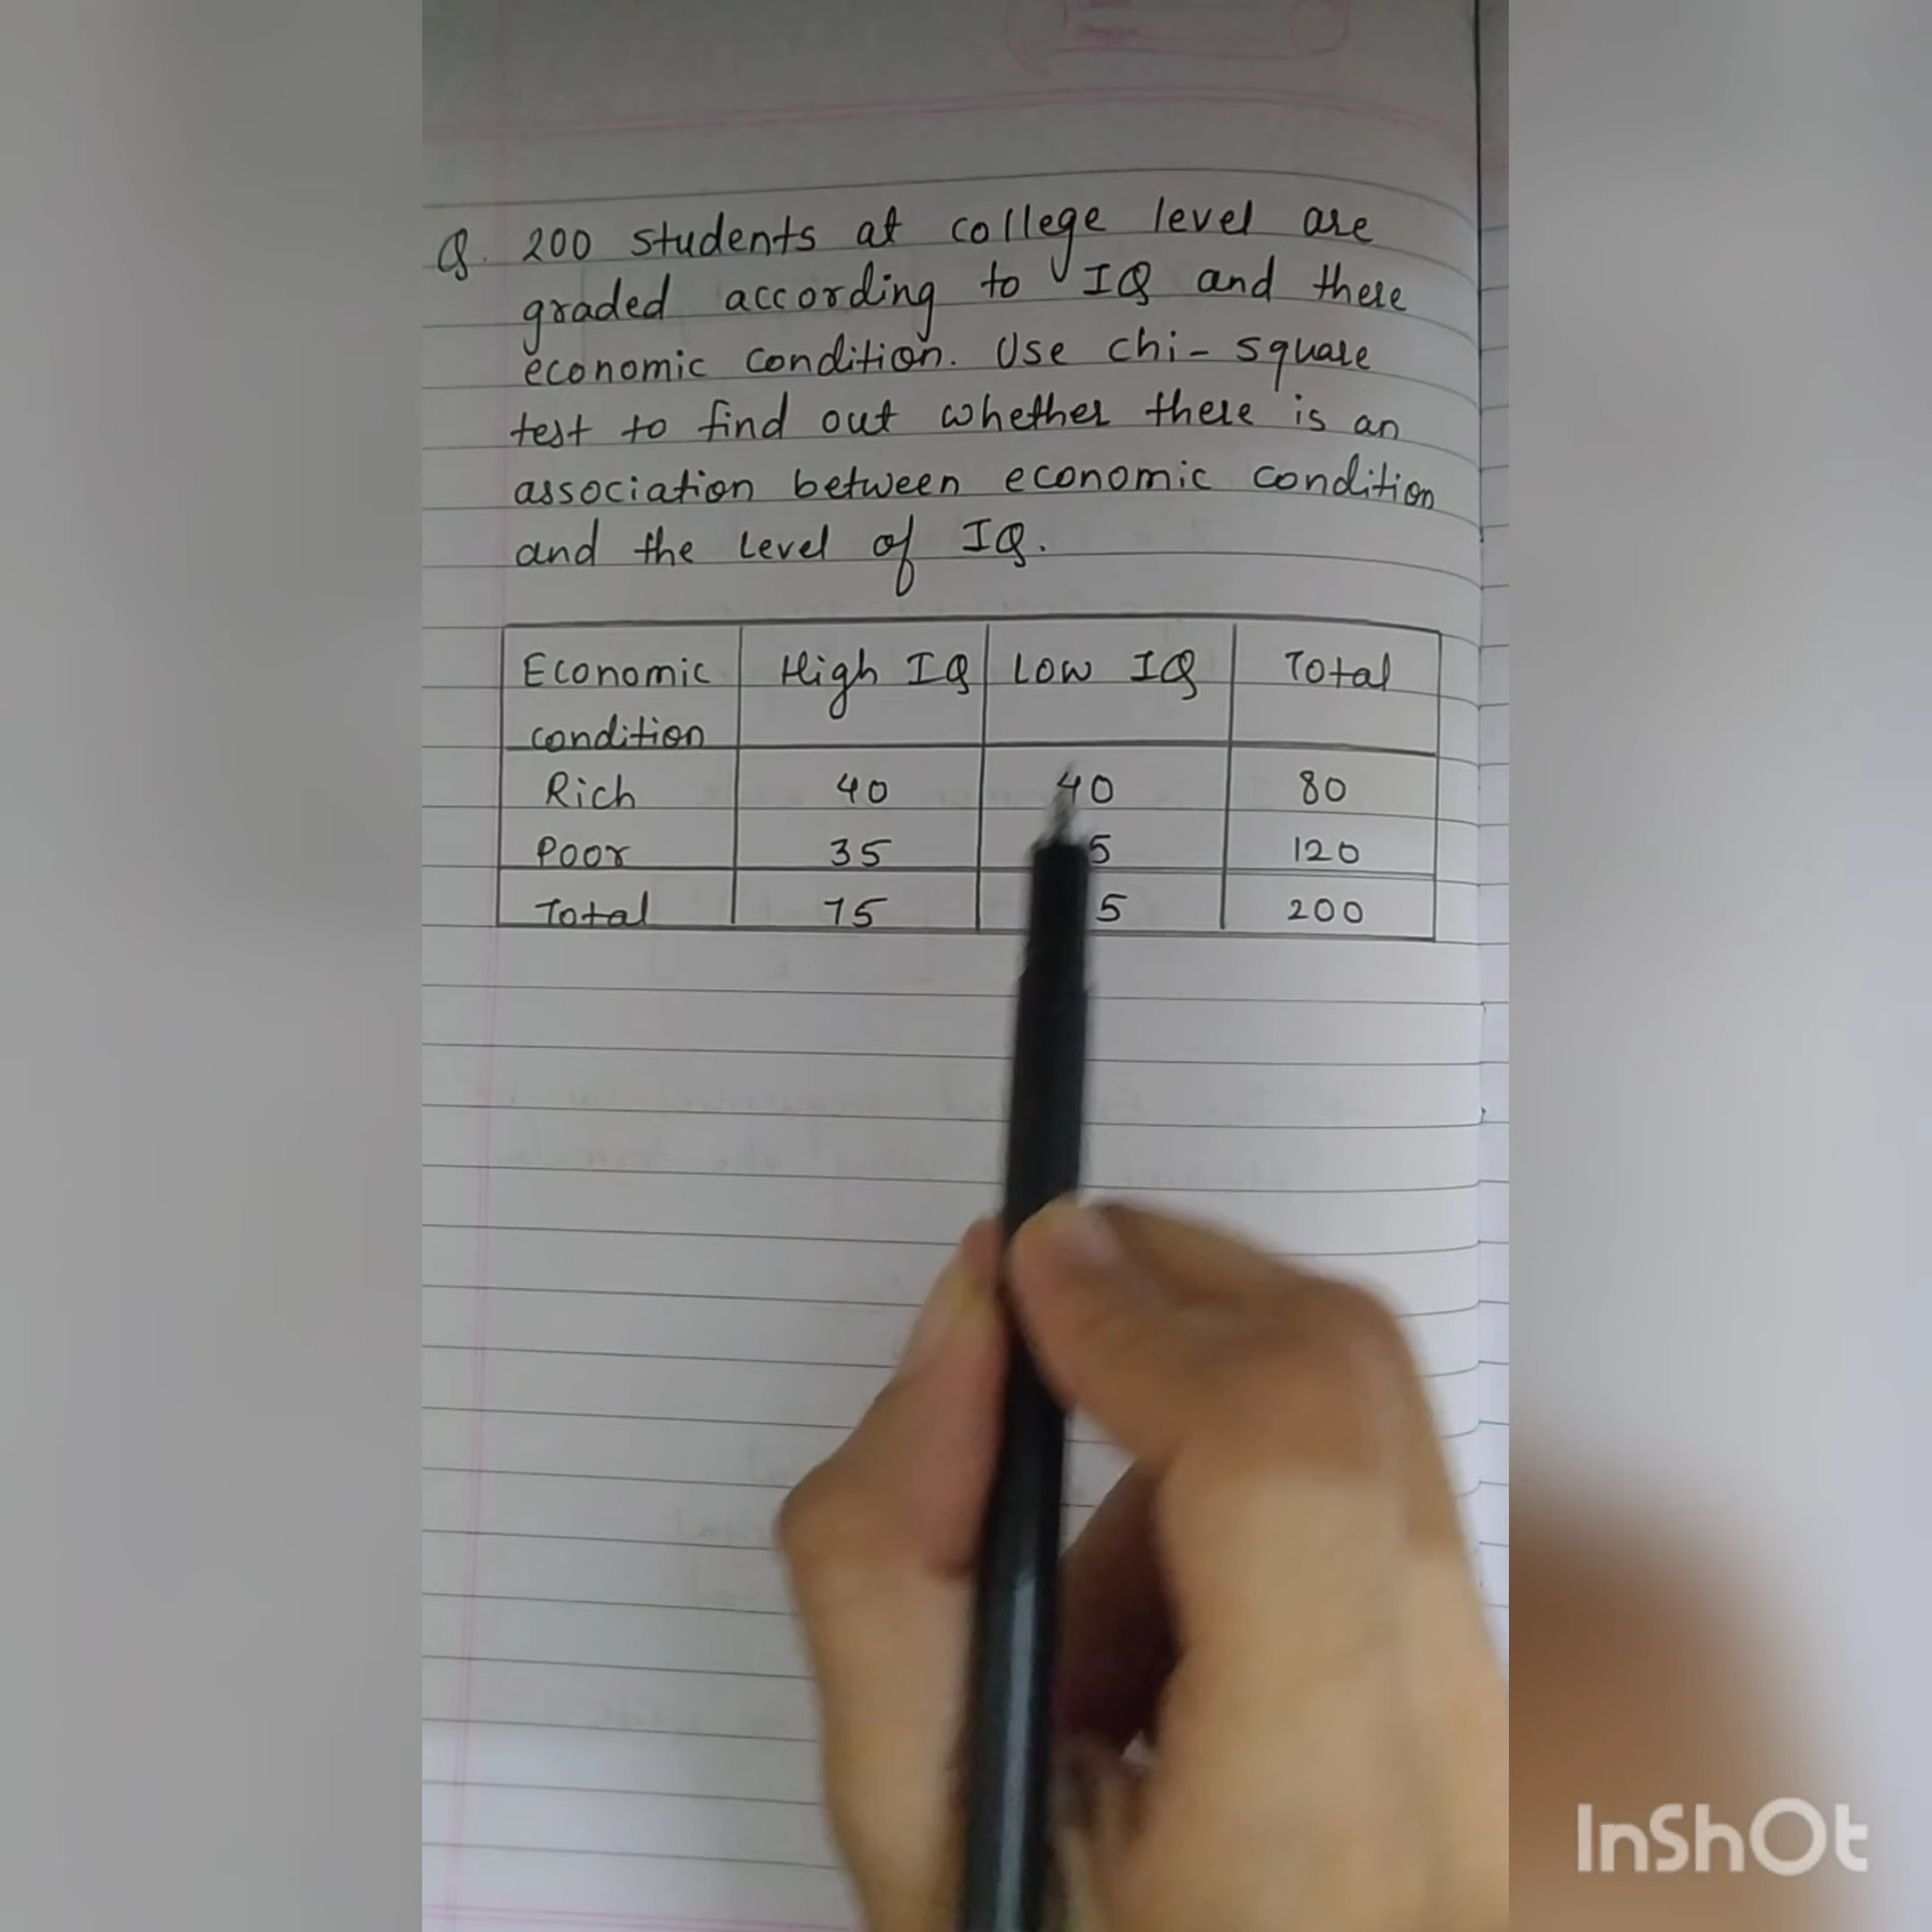 Q. 200 students at college level are
graded according to IQ and there
economic condition. Use chi-square
test to find out whether there is an
association between economic condition
and the level of IQ.
Economic condition High IQ Low IQ Total
Rich 40 40 80
Poor 35 5 120
Total 75 5 200
InShOt